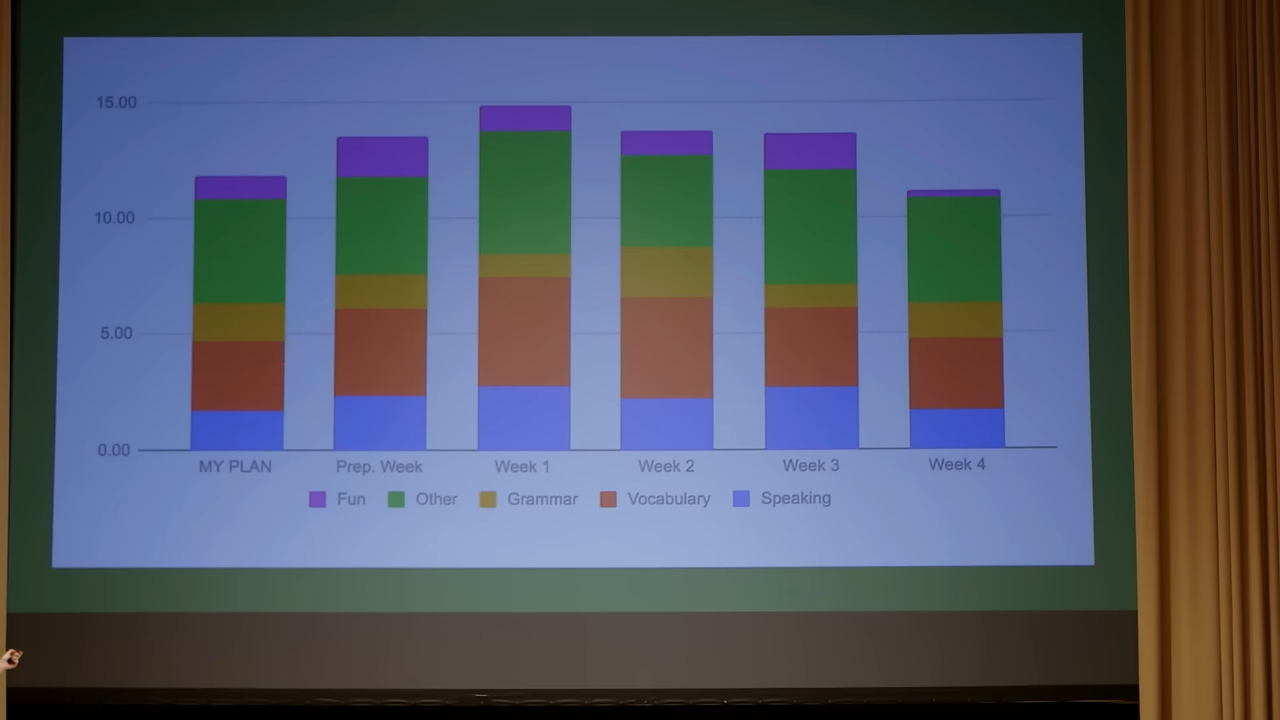 15.00
10.00
5.00
0.00
MY PLAN Prep. Week Week 1 Week 2 Week 3 Week 4
Fun Other Grammar Vocabulary Speaking